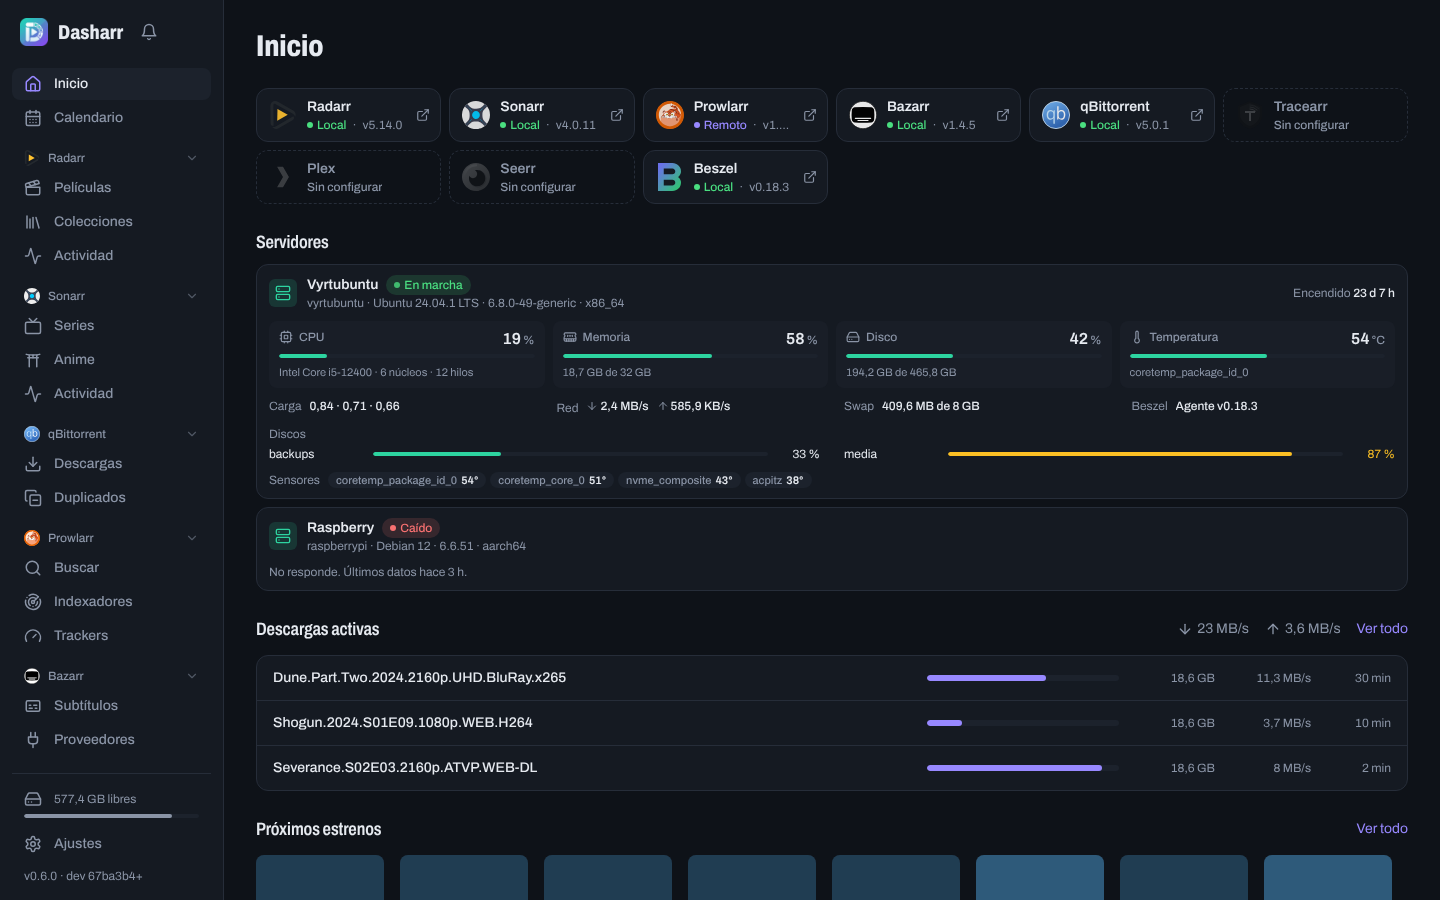 Dasharr
Inicio
Calendario
Radarr
Películas
Colecciones
Actividad
Sonarr
Series
Anime
Actividad
qBittorrent
Descargas
Duplicados
Prowlarr
Buscar
Indexadores
Trackers
Bazarr
Subtítulos
Proveedores
577,4 GB libres
Ajustes
v0.6.0 · dev 67ba3b4+
Inicio
Radarr
Local · v5.14.0
Sonarr
Local · v4.0.11
Prowlarr
Remoto · v1....
Bazarr
Local · v1.4.5
qBittorrent
Local · v5.0.1
Tracearr
Sin configurar
Plex
Sin configurar
Seerr
Sin configurar
Beszel
Local · v0.18.3
Servidores
Vyrtubuntu En marcha
vyrtubuntu · Ubuntu 24.04.1 LTS · 6.8.0-49-generic · x86_64
Encendido 23 d 7 h
CPU 19 %
Intel Core i5-12400 · 6 núcleos · 12 hilos
Memoria 58 %
18,7 GB de 32 GB
Disco 42 %
194,2 GB de 465,8 GB
Temperatura 54 °C
coretemp_package_id_0
Carga 0,84 · 0,71 · 0,66
Red ↓ 2,4 MB/s ↑ 585,9 KB/s
Swap 409,6 MB de 8 GB
Beszel Agente v0.18.3
Discos
backups 33 %
media 87 %
Sensores coretemp_package_id_0 54° coretemp_core_0 51° nvme_composite 43° acpitz 38°
Raspberry Caído
raspberrypi · Debian 12 · 6.6.51 · aarch64
No responde. Últimos datos hace 3 h.
Descargas activas ↓ 23 MB/s ↑ 3,6 MB/s Ver todo
Dune.Part.Two.2024.2160p.UHD.BluRay.x265 18,6 GB 11,3 MB/s 30 min
Shogun.2024.S01E09.1080p.WEB.H264 18,6 GB 3,7 MB/s 10 min
Severance.S02E03.2160p.ATVP.WEB-DL 18,6 GB 8 MB/s 2 min
Próximos estrenos Ver todo